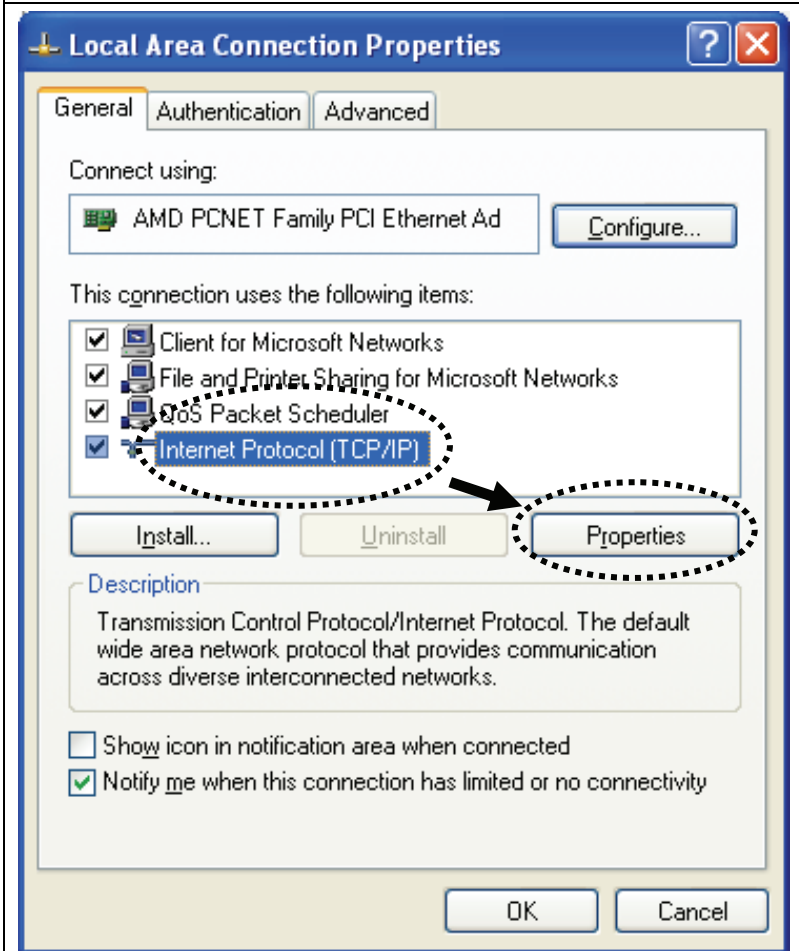 Local Area Connection Properties
General Authentication Advanced
Connect using:
AMD PCNET Family PCI Ethernet Ad
Configure...
This connection uses the following items:
Client for Microsoft Networks
File and Printer Sharing for Microsoft Networks
QoS Packet Scheduler
Internet Protocol (TCP/IP)
Install... Uninstall Properties
Description
Transmission Control Protocol/Internet Protocol. The default
wide area network protocol that provides communication
across diverse interconnected networks.
Show icon in notification area when connected
Notify me when this connection has limited or no connectivity
OK Cancel